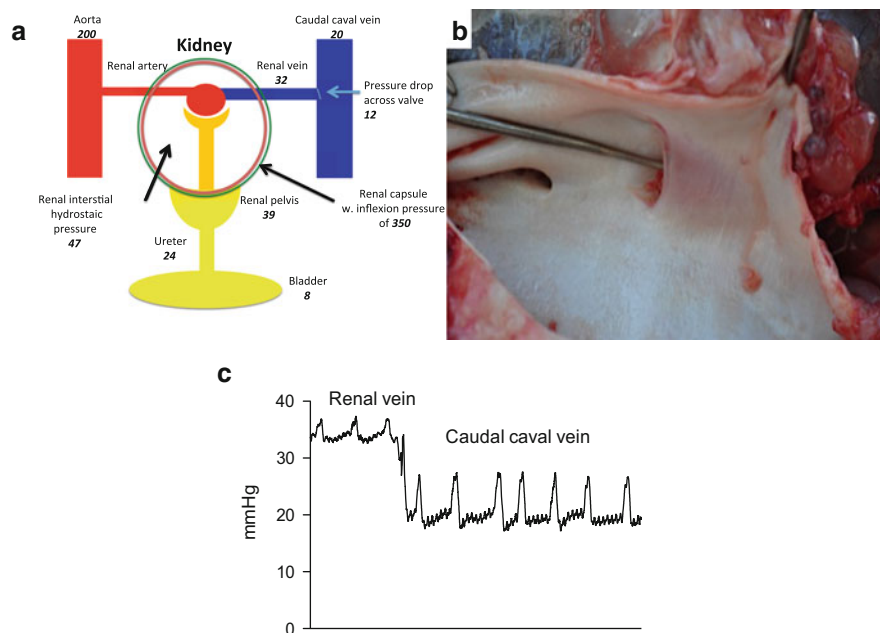 a
Aorta
200
Caudal caval vein
20
Kidney
Renal artery
Renal vein
32
Pressure drop
across valve
12
Renal interstial
hydrostaic
pressure
47
Renal pelvis
39
Renal capsule
w. inflexion pressure
of 350
Ureter
24
Bladder
8
b
c
40
30
20
10
0
mmHg
Renal vein
Caudal caval vein